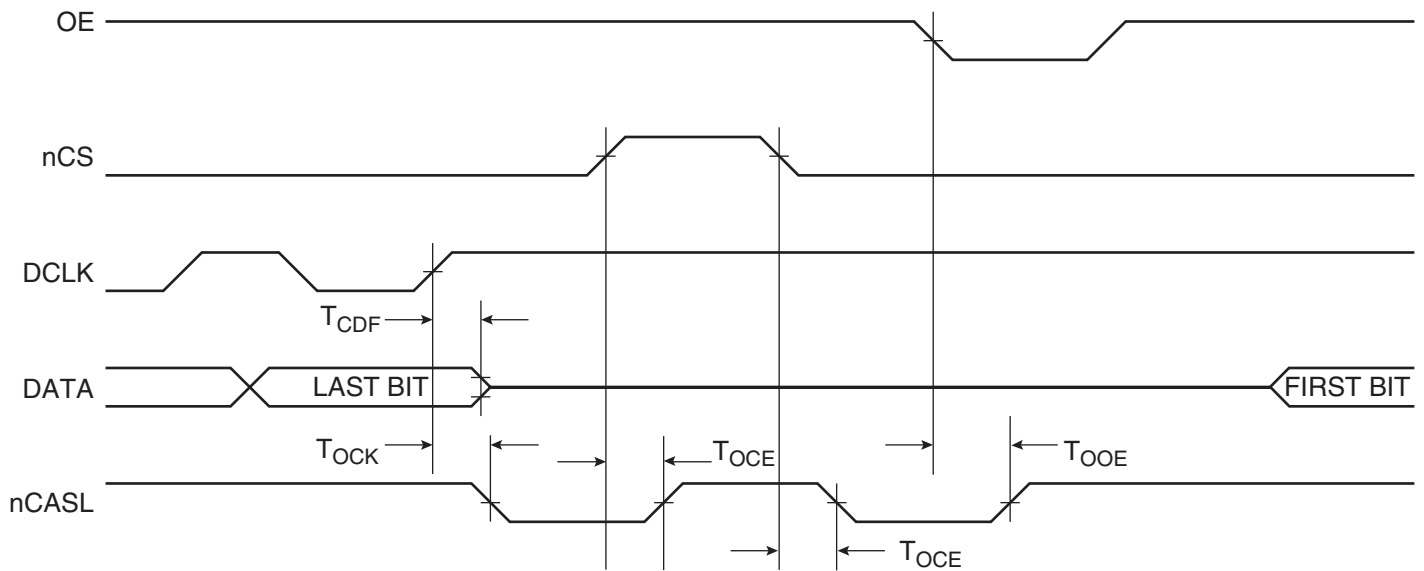 OE
nCS
DCLK
TCDF
DATA
LAST BIT
FIRST BIT
TOCK
TOCE
TOOE
nCASL
TOCE